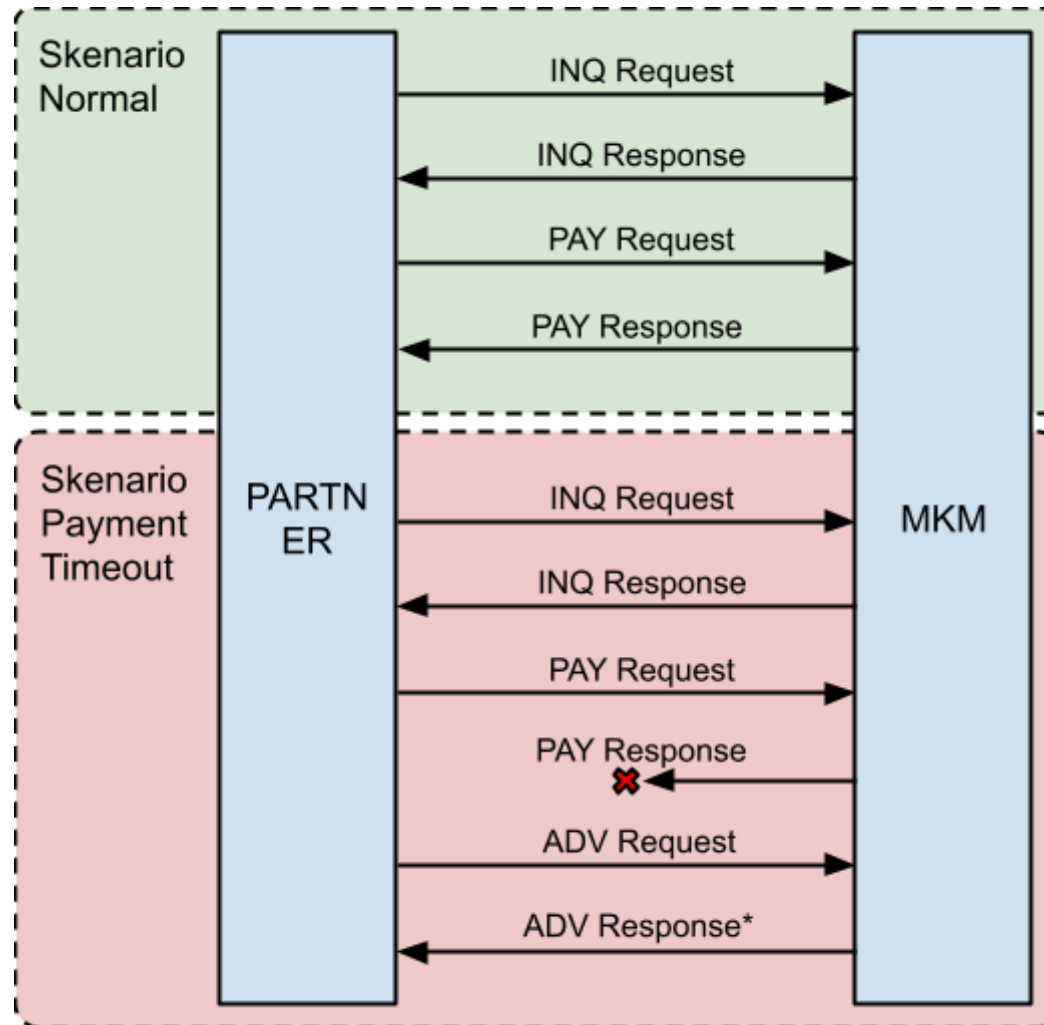 Skenario
Normal
INQ Request
INQ Response
PAY Request
PAY Response
Skenario
Payment
Timeout
PARTN
ER
MKM
INQ Request
INQ Response
PAY Request
PAY Response
ADV Request
ADV Response*